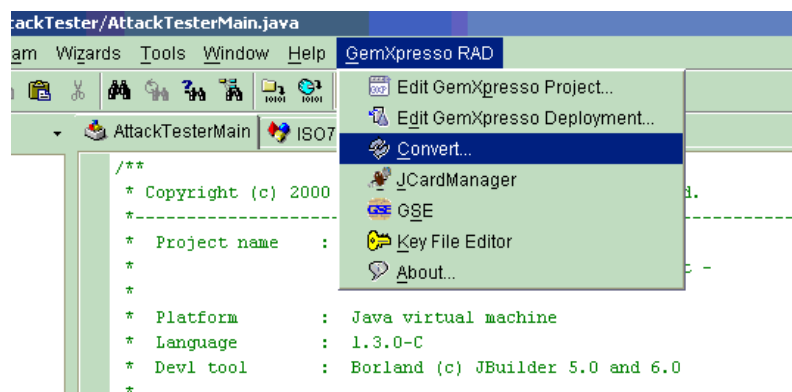 tackTester/AttackTesterMain.java
am Wizards Tools Window Help GemXpresso RAD
Edit GemXpresso Project...
Edit GemXpresso Deployment...
Convert...
JCardManager
GSE
Key File Editor
About...
AttackTesterMain ISO7
/**
* Copyright (c) 2000 d.
*-----------------------------------------------------------
* Project name :
* t -
*
* Platform : Java virtual machine
* Language : 1.3.0-C
* Devl tool : Borland (c) JBuilder 5.0 and 6.0
*